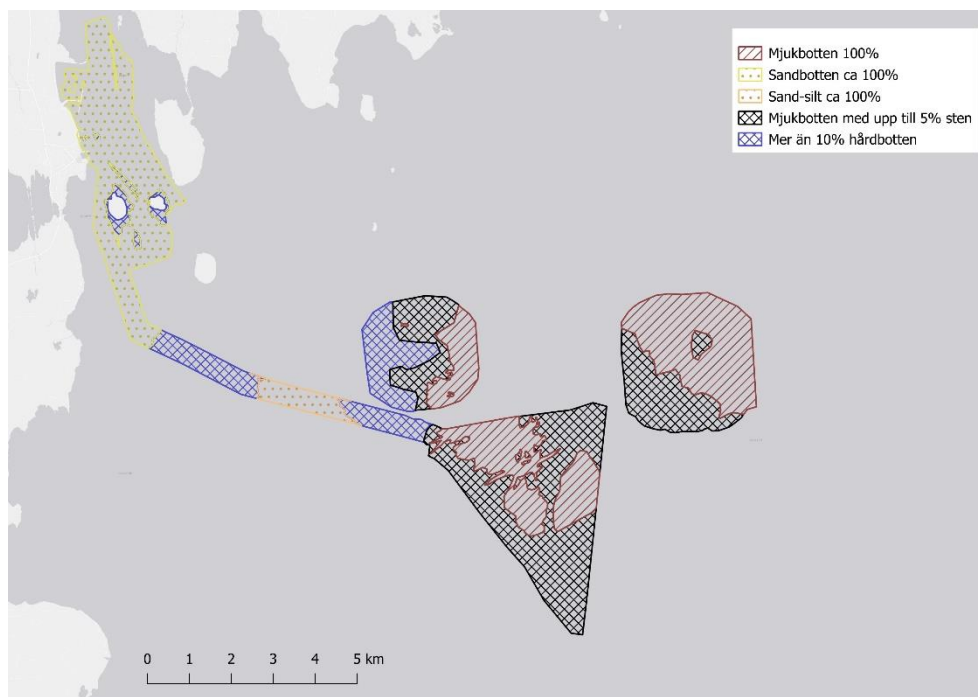 Mjukbotten 100%
Sandbotten ca 100%
Sand-silt ca 100%
Mjukbotten med upp till 5% sten
Mer än 10% hårdbotten
0 1 2 3 4 5 km